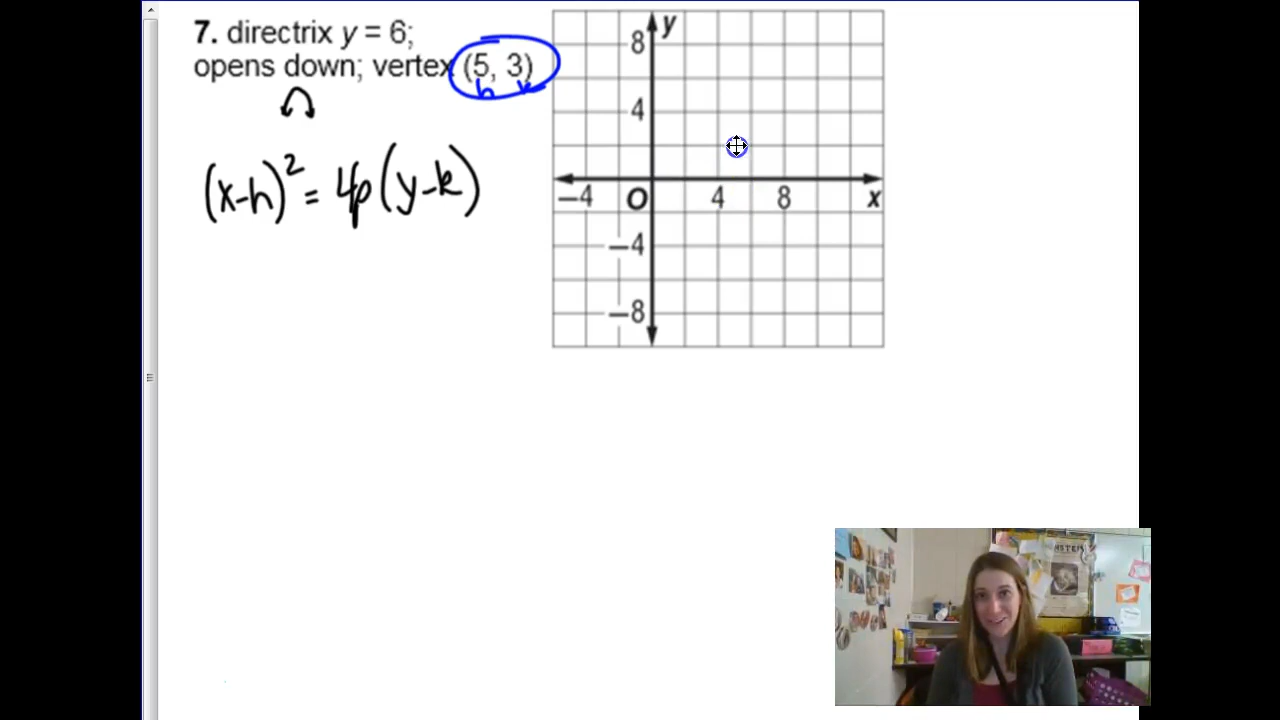 7. directrix y = 6;
opens down; vertex (5, 3)
h k
(x-h)² = 4p(y-k)
y
8
4
-4 O 4 8 x
-4
-8